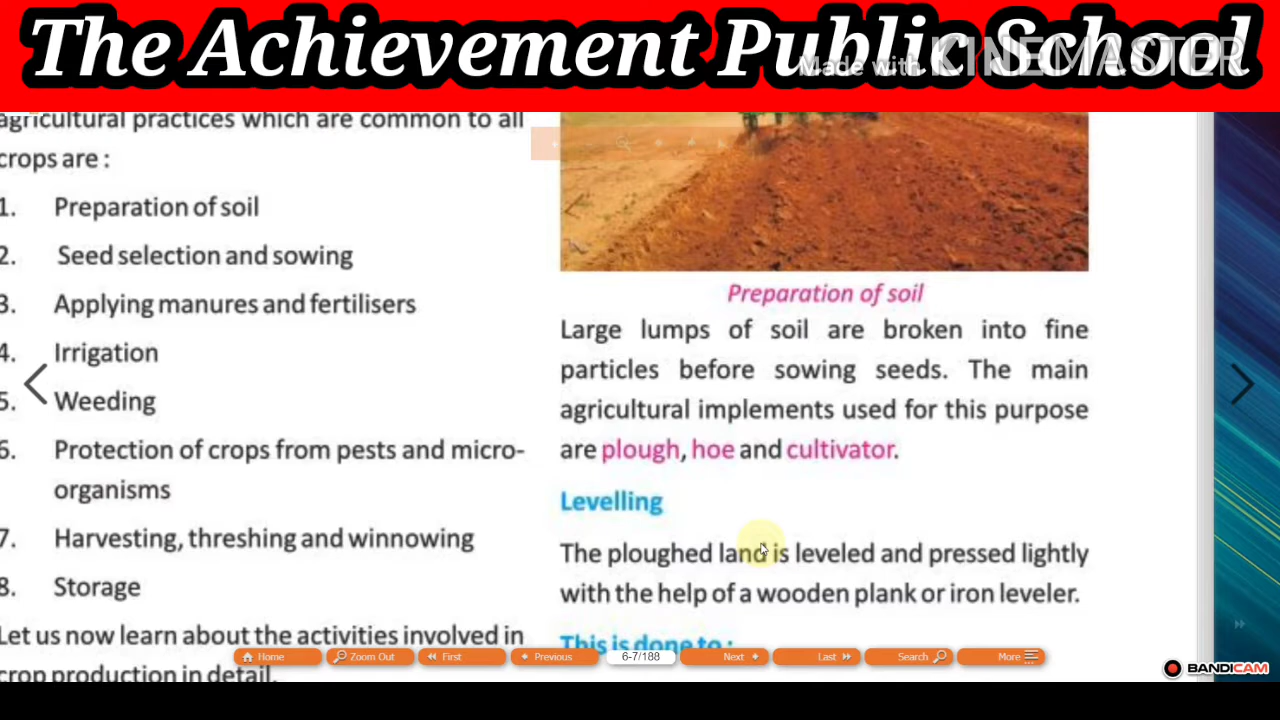 The Achievement Public School
Made with KINEMASTER
agricultural practices which are common to all
crops are :
1. Preparation of soil
2. Seed selection and sowing
3. Applying manures and fertilisers
4. Irrigation
5. Weeding
6. Protection of crops from pests and micro-
organisms
7. Harvesting, threshing and winnowing
8. Storage
Let us now learn about the activities involved in
crop production in detail.
Preparation of soil
Large lumps of soil are broken into fine
particles before sowing seeds. The main
agricultural implements used for this purpose
are plough, hoe and cultivator.
Levelling
The ploughed land is leveled and pressed lightly
with the help of a wooden plank or iron leveler.
This is done to :
Home Zoom Out First Previous 6-7/188 Next Last Search More
BANDICAM